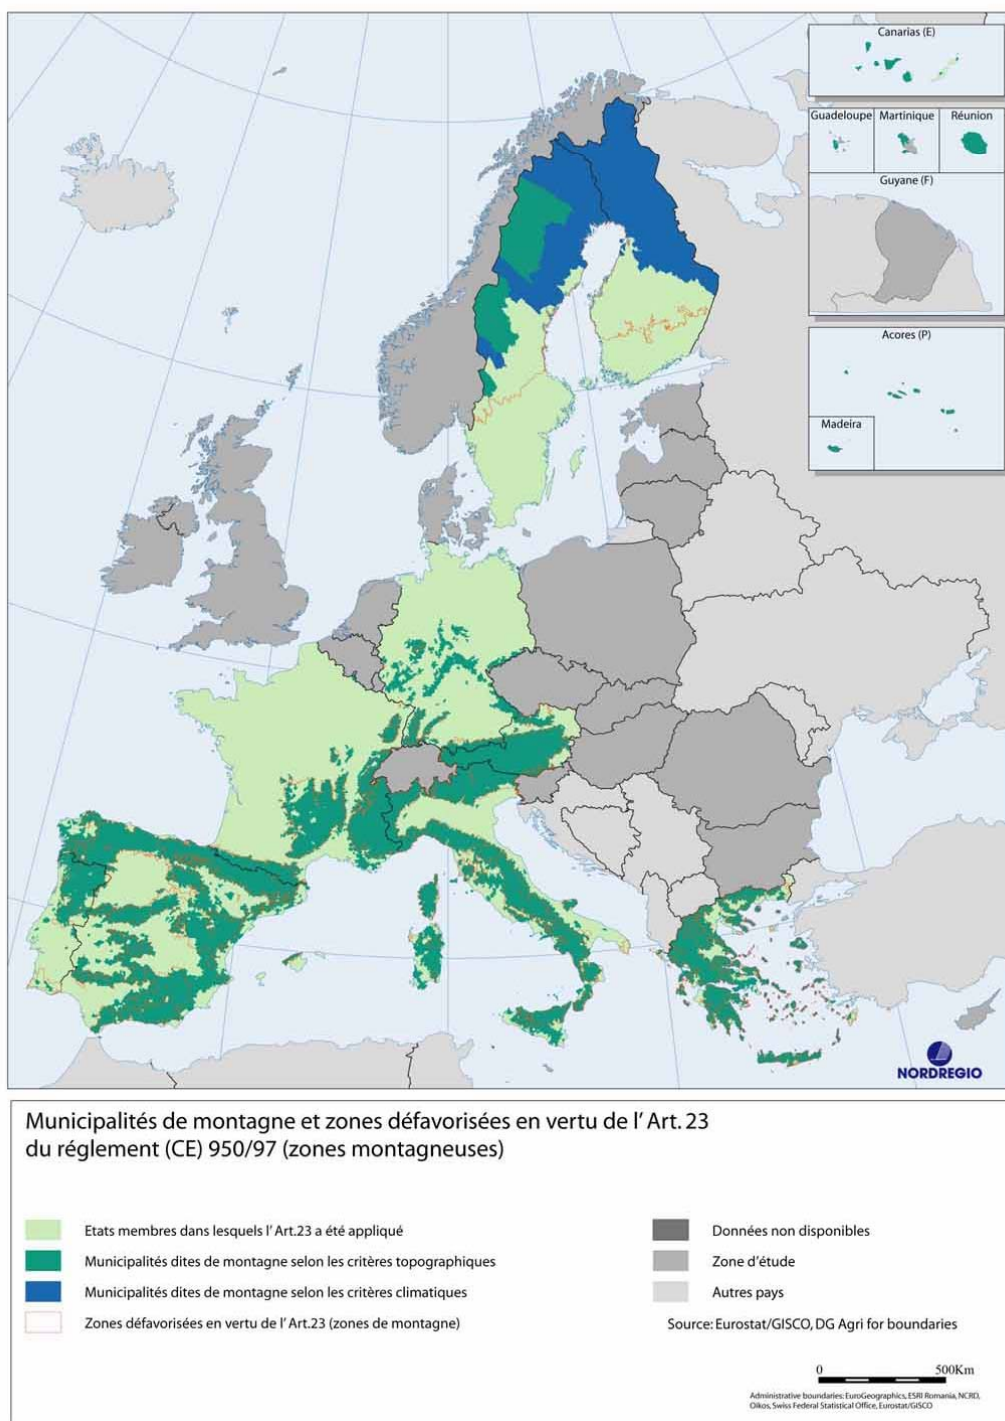 Canarias (E)
Guadeloupe
Martinique
Réunion
Guyane (F)
Acores (P)
Madeira
NORDREGIO
Municipalités de montagne et zones défavorisées en vertu de l'Art.23
du réglement (CE) 950/97 (zones montagneuses)
Etats membres dans lesquels l'Art.23 a été appliqué
Municipalités dites de montagne selon les critères topographiques
Municipalités dites de montagne selon les critères climatiques
Zones défavorisées en vertu de l'Art.23 (zones de montagne)
Données non disponibles
Zone d'étude
Autres pays
Source: Eurostat/GISCO, DG Agri for boundaries
0 500Km
Administrative boundaries: EuroGeographics, ESRI Romania, NCRD,
Oikos, Swiss Federal Statistical Office, Eurostat/GISCO